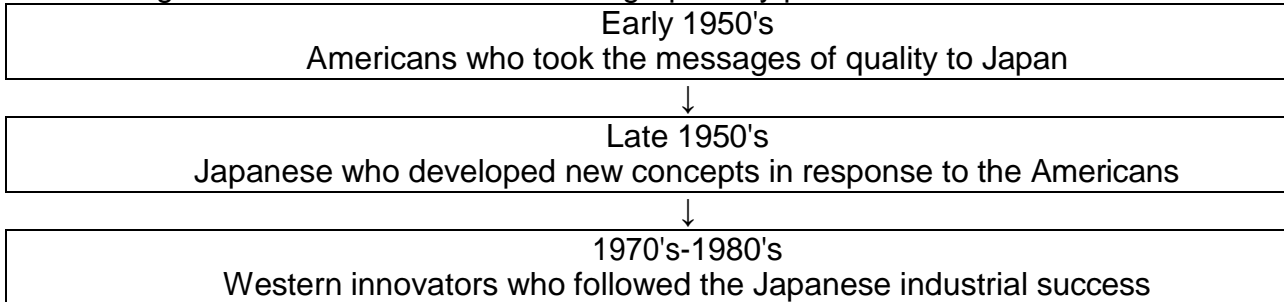 Early 1950's
Americans who took the messages of quality to Japan
↓
Late 1950's
Japanese who developed new concepts in response to the Americans
↓
1970's-1980's
Western innovators who followed the Japanese industrial success